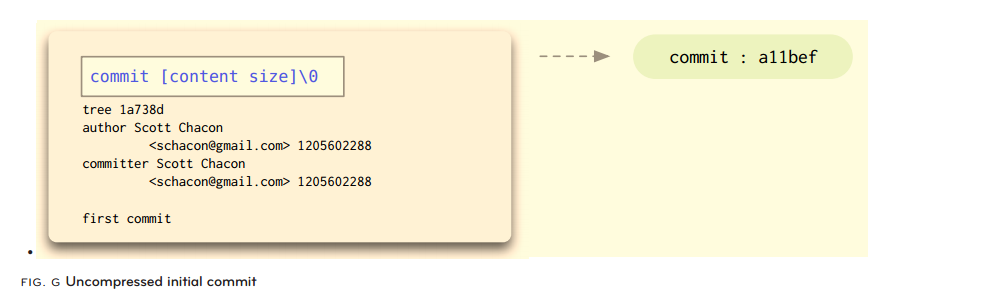 commit [content size]\0
commit : a11bef
tree 1a738d
author Scott Chacon
<schacon@gmail.com> 1205602288
committer Scott Chacon
<schacon@gmail.com> 1205602288
first commit
•
FIG. G Uncompressed initial commit